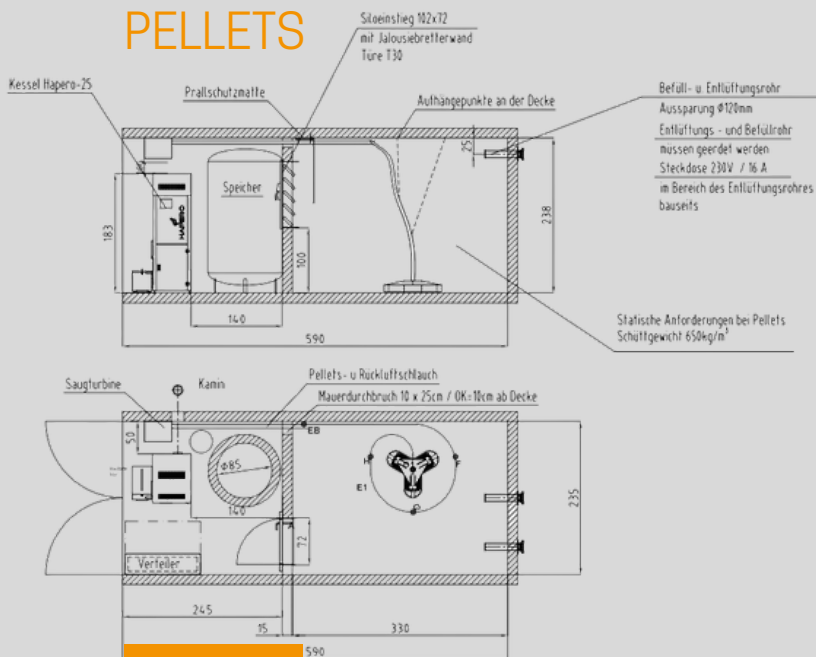 PELLETS
Siloeinstieg 102x72
mit Jalousiebretterwand
Türe T30
Kessel Hapero-25
Prallschutzmatte
Aufhängepunkte an der Decke
Befüll- u. Entlüftungsrohr
Aussparung Φ120mm
Entlüftungs - und Befüllrohr
müssen geerdet werden
Steckdose 230V / 16 A
im Bereich des Entlüftungsrohres
bauseits
25
Speicher
HAPERO
183
100
238
140
590
Statische Anforderungen bei Pellets
Schüttgewicht 650kg/m³
Saugturbine
Kamin
Pellets- u Rückluftschlauch
Mauerdurchbruch 10 x 25cm / OK=10cm ab Decke
EB
50
Φ85
H
F
E1
140
72
235
Verteiler
245
15
330
590